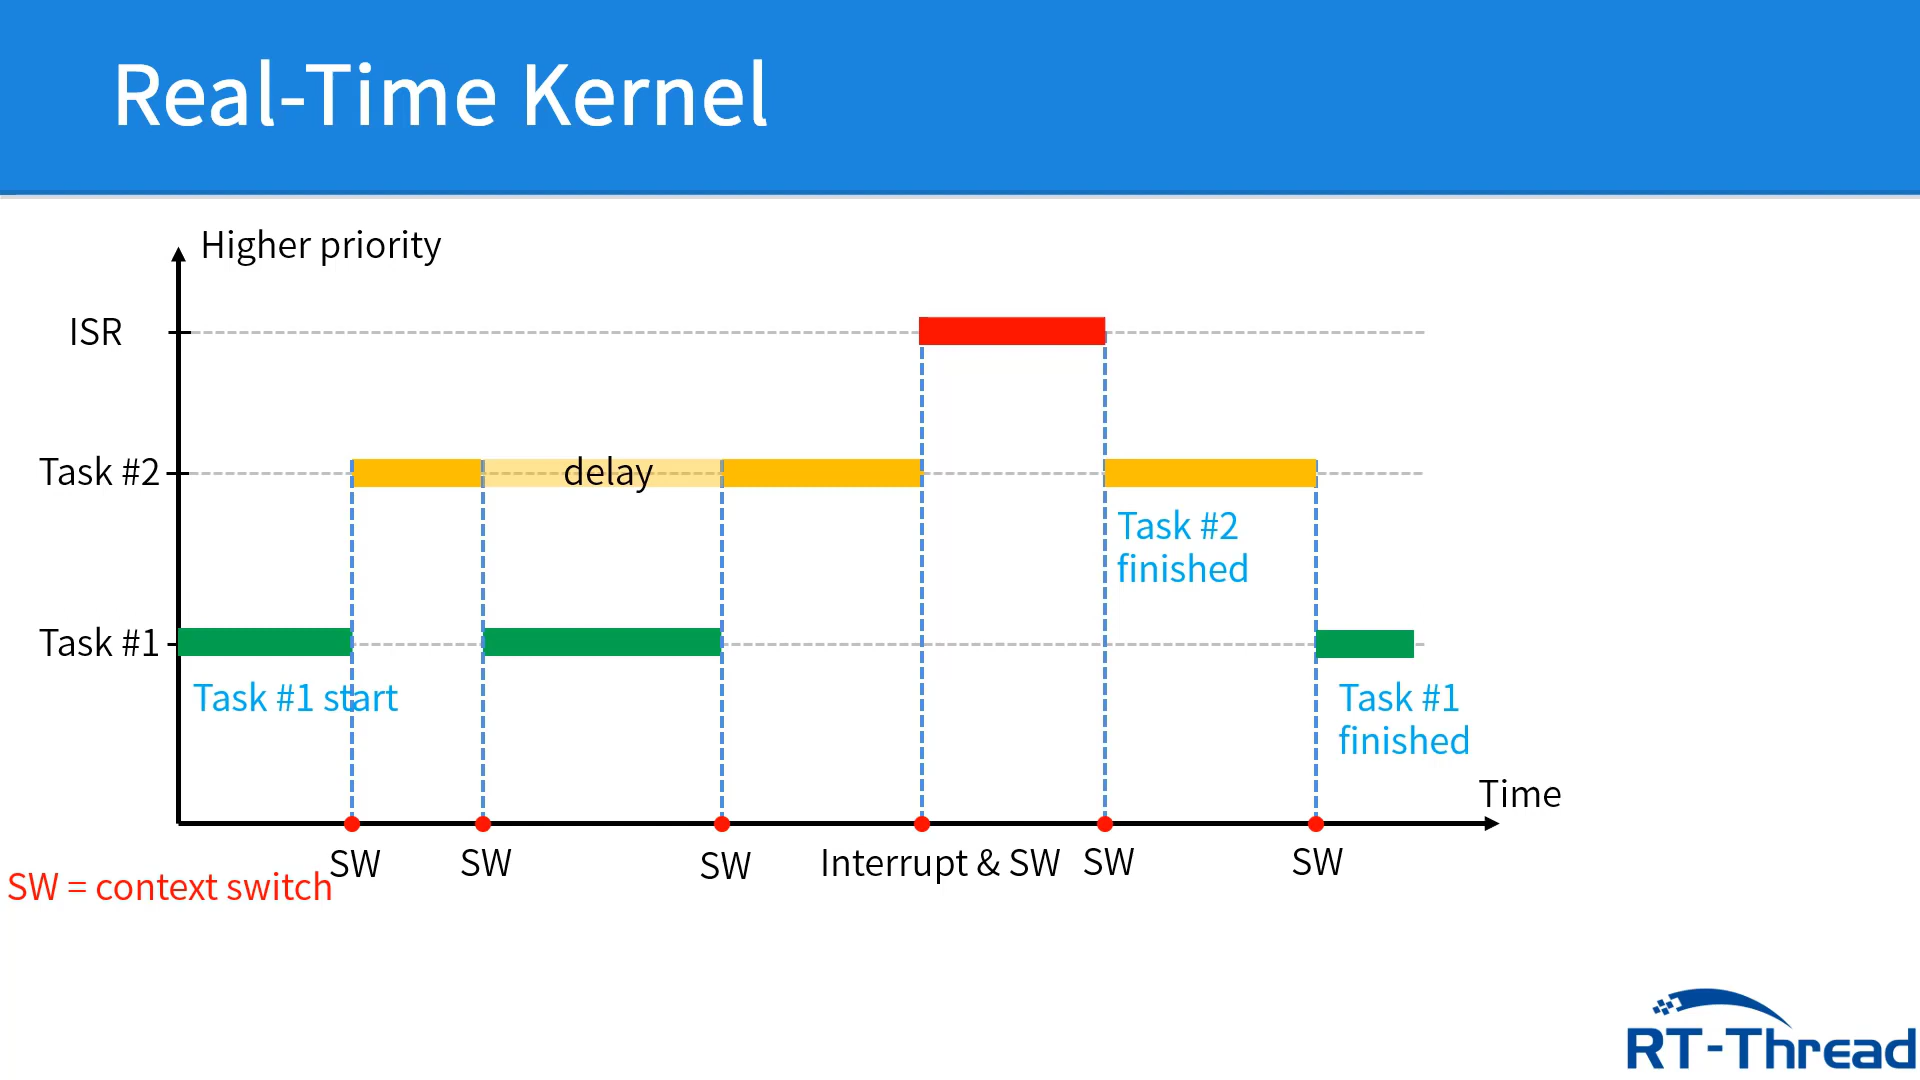 Real-Time Kernel
Higher priority
ISR
Task #2
delay
Task #2
finished
Task #1
Task #1 start
Task #1
finished
Time
SW
SW
SW
Interrupt & SW
SW
SW
SW = context switch
RT-Thread